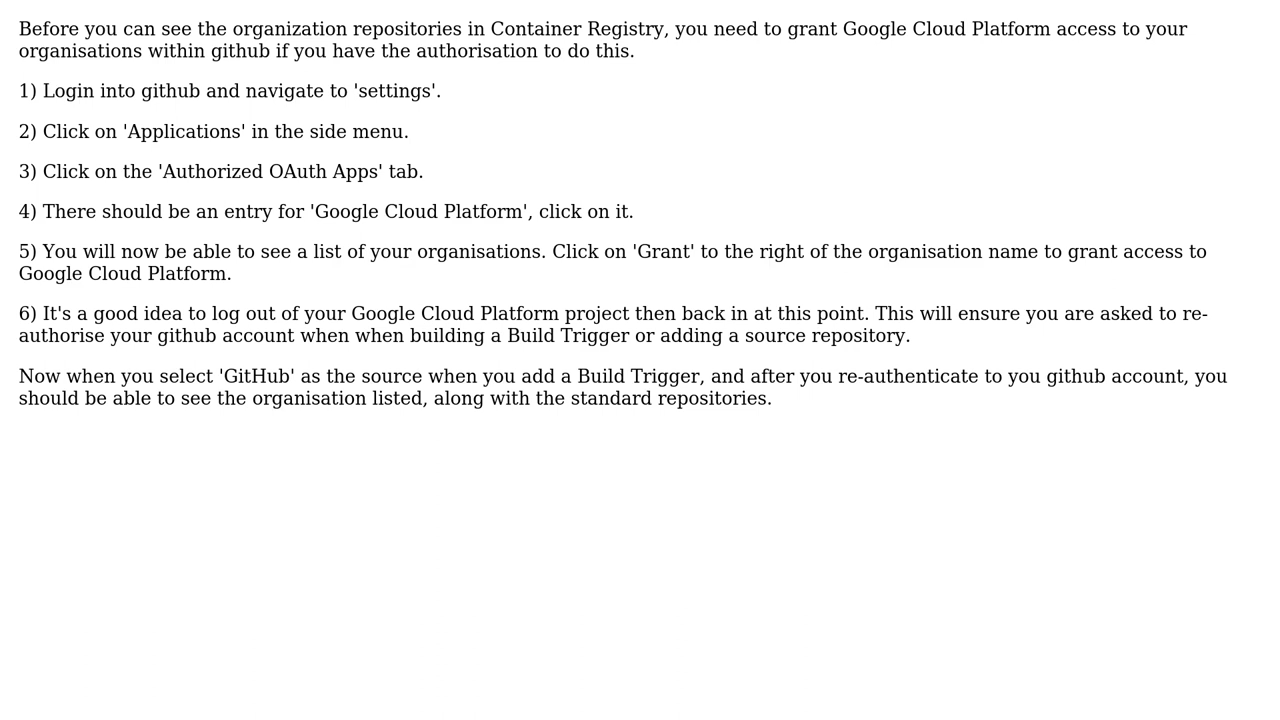 Before you can see the organization repositories in Container Registry, you need to grant Google Cloud Platform access to your
organisations within github if you have the authorisation to do this.
1) Login into github and navigate to 'settings'.
2) Click on 'Applications' in the side menu.
3) Click on the 'Authorized OAuth Apps' tab.
4) There should be an entry for 'Google Cloud Platform', click on it.
5) You will now be able to see a list of your organisations. Click on 'Grant' to the right of the organisation name to grant access to
Google Cloud Platform.
6) It's a good idea to log out of your Google Cloud Platform project then back in at this point. This will ensure you are asked to re-
authorise your github account when when building a Build Trigger or adding a source repository.
Now when you select 'GitHub' as the source when you add a Build Trigger, and after you re-authenticate to you github account, you
should be able to see the organisation listed, along with the standard repositories.